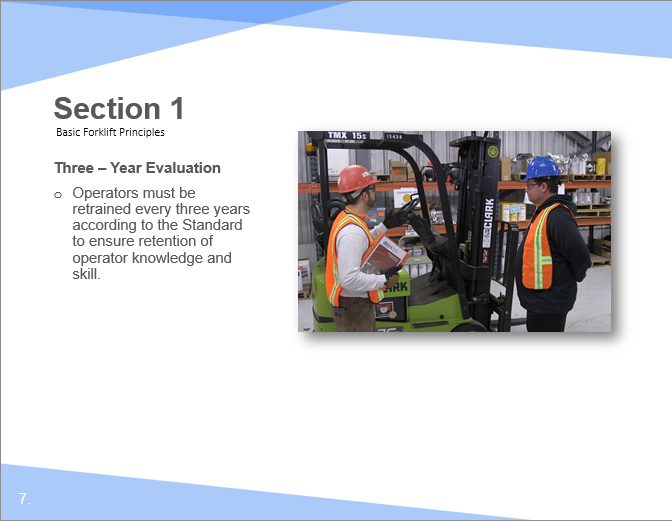 Section 1
Basic Forklift Principles
Three – Year Evaluation
o Operators must be
retrained every three years
according to the Standard
to ensure retention of
operator knowledge and
skill.
TMX 15s
15438
CLARK
CLARK
7.